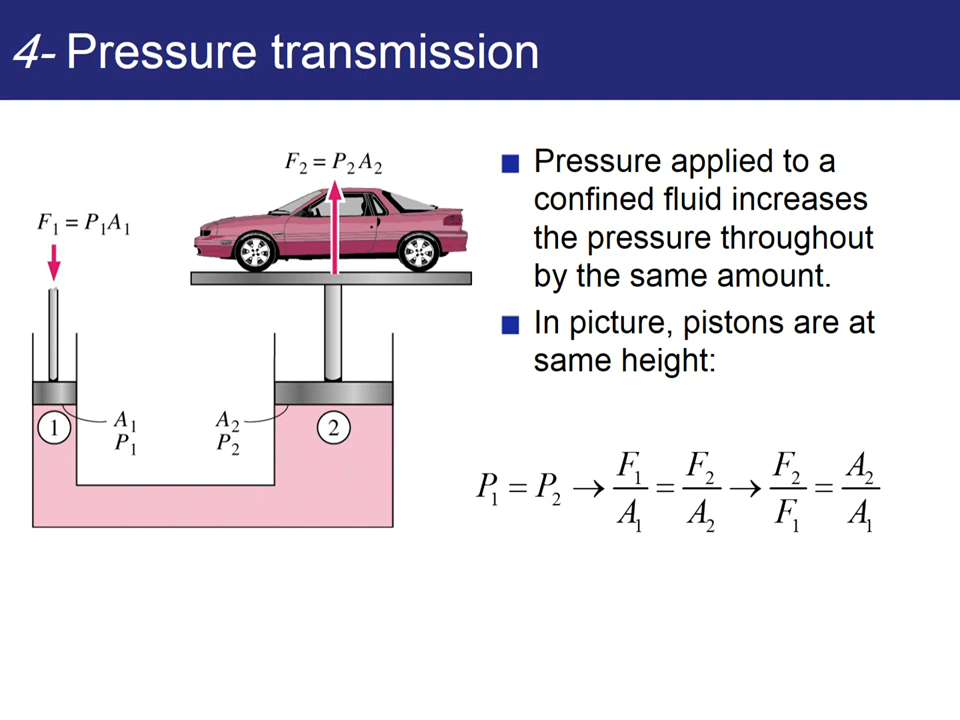 4- Pressure transmission
F₂ = P₂A₂
F₁ = P₁A₁
1
A₁
P₁
A₂
P₂
2
■ Pressure applied to a
confined fluid increases
the pressure throughout
by the same amount.
■ In picture, pistons are at
same height:
P₁ = P₂ → F₁/A₁ = F₂/A₂ → F₂/F₁ = A₂/A₁